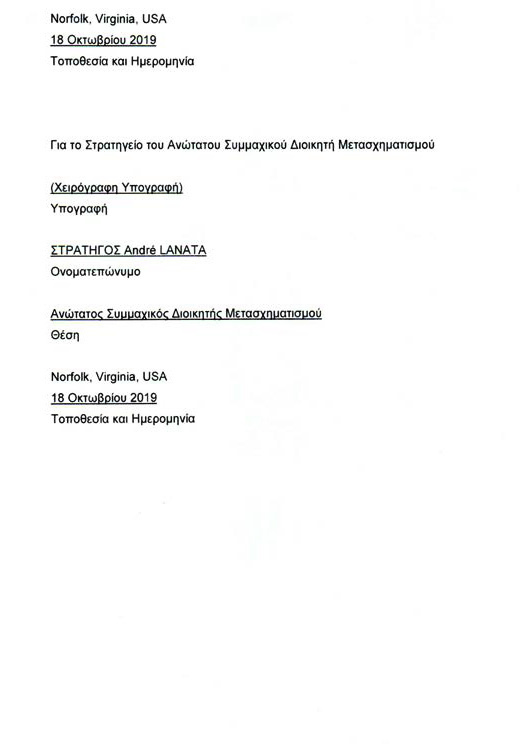 Norfolk, Virginia, USA
18 Οκτωβρίου 2019
Τοποθεσία και Ημερομηνία
Για το Στρατηγείο του Ανώτατου Συμμαχικού Διοικητή Μετασχηματισμού
(Χειρόγραφη Υπογραφή)
Υπογραφή
ΣΤΡΑΤΗΓΟΣ André LANATA
Ονοματεπώνυμο
Ανώτατος Συμμαχικός Διοικητής Μετασχηματισμού
Θέση
Norfolk, Virginia, USA
18 Οκτωβρίου 2019
Τοποθεσία και Ημερομηνία